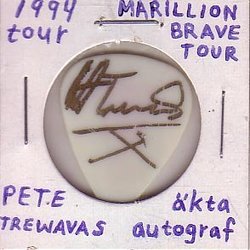 1994 MARILLION
tour BRAVE
TOUR
PETE äkta
TREWAVAS autograf